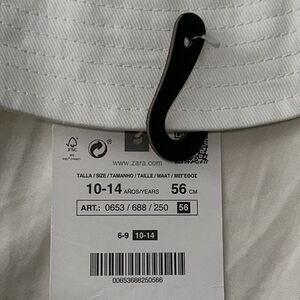 FSC
www.zara.com
TALLA / SIZE / TAMANHO / TAILLE / MAAT / ΜΕΓΕΘΟΣ
10-14 AÑOS/YEARS 56 CM
ART.: 0653 / 688 / 250 56
6-9 10-14
00653688250566